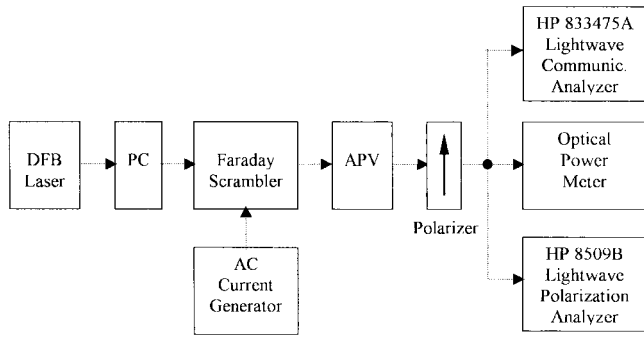 HP 833475A
Lightwave
Communic.
Analyzer
DFB
Laser
PC
Faraday
Scrambler
APV
Polarizer
Optical
Power
Meter
AC
Current
Generator
HP 8509B
Lightwave
Polarization
Analyzer